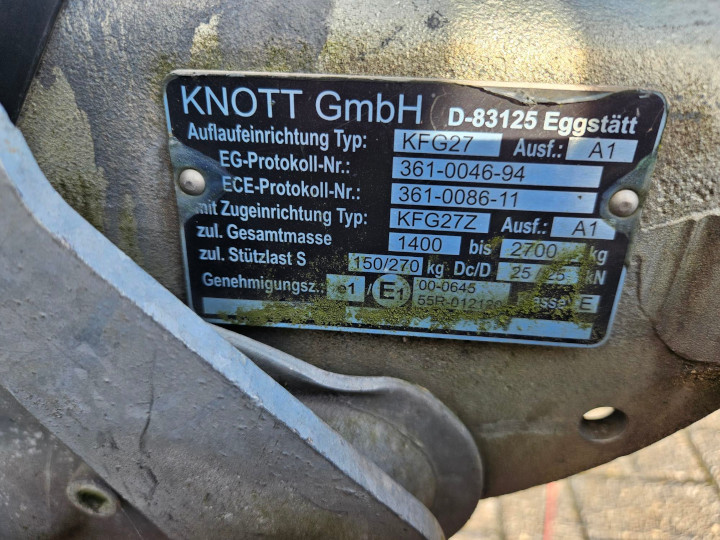 KNOTT GmbH D-83125 Eggstätt
Auflaufeinrichtung Typ: KFG27 Ausf.: A1
EG-Protokoll-Nr.: 361-0046-94
ECE-Protokoll-Nr.: 361-0086-11
mit Zugeinrichtung Typ: KFG27Z Ausf.: A1
zul. Gesamtmasse 1400 bis 2700 kg
zul. Stützlast S 150/270 kg Dc/D 25 / 25 kN
Genehmigungsz.: e1 / E1 00-0645
E